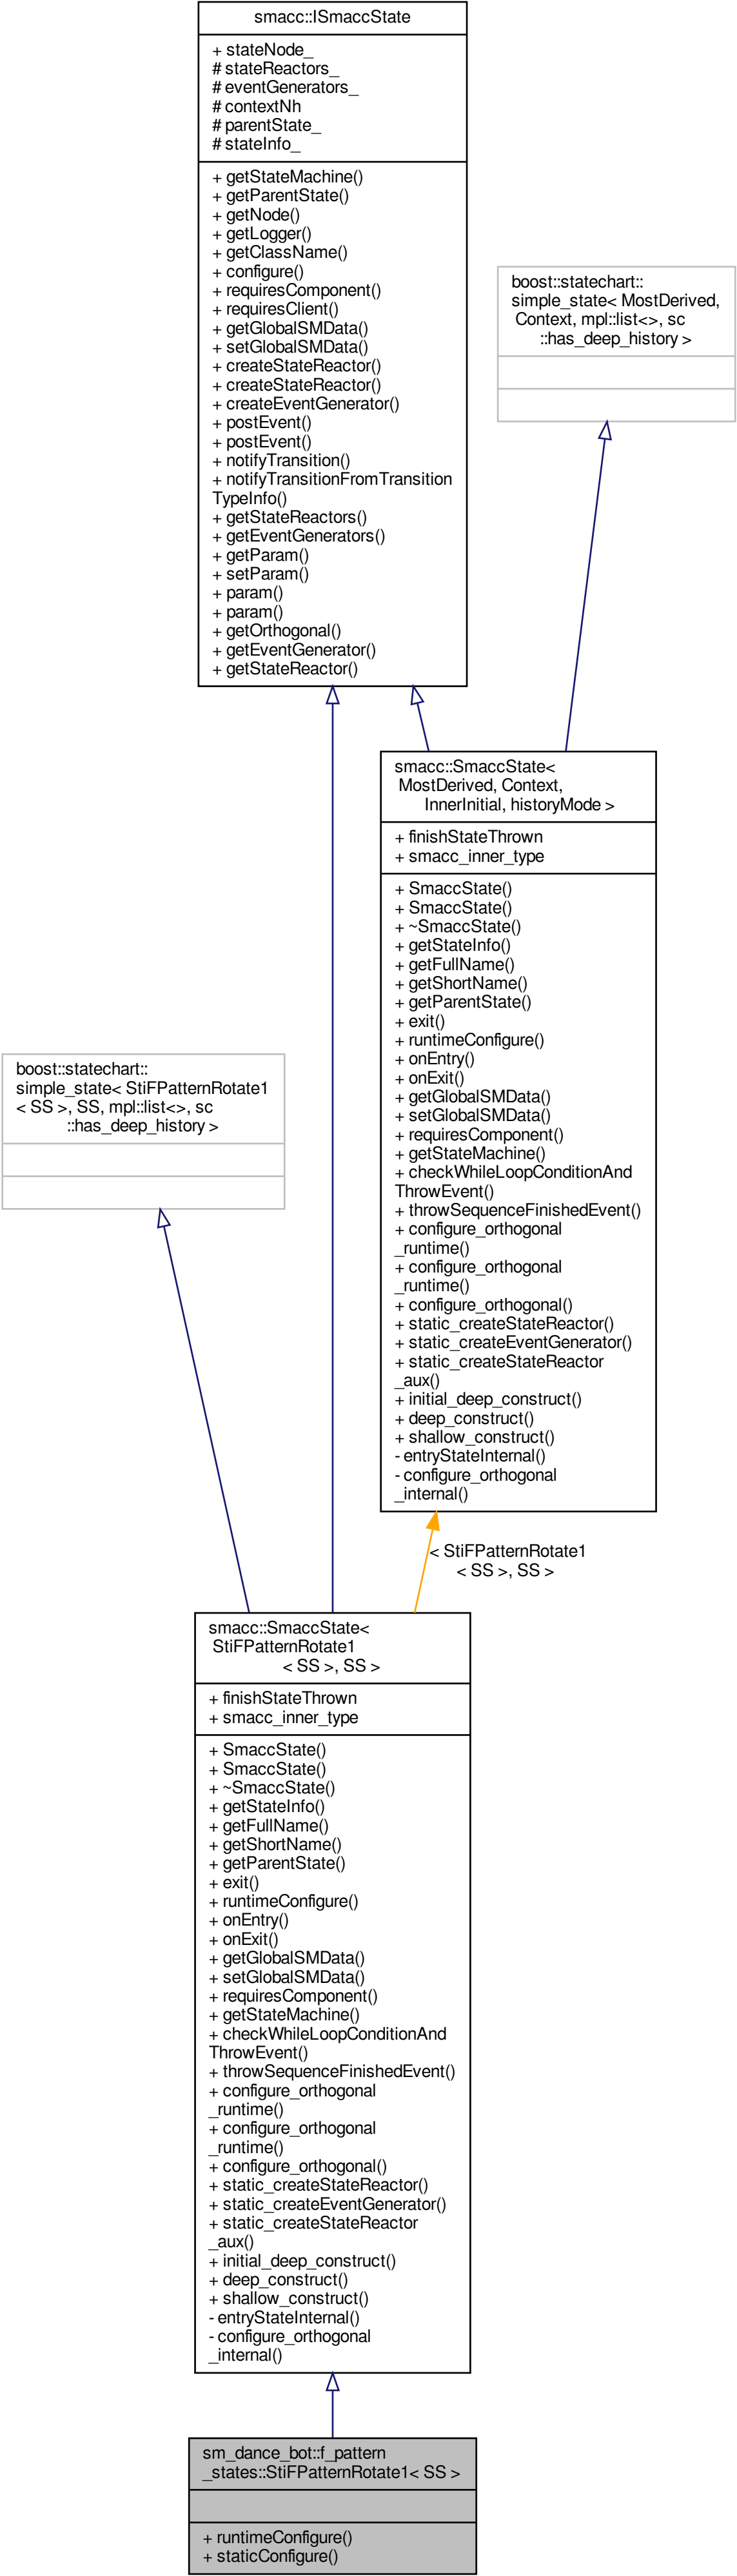 smacc::ISmaccState
+ stateNode_
# stateReactors_
# eventGenerators_
# contextNh
# parentState_
# stateInfo_
+ getStateMachine()
+ getParentState()
+ getNode()
+ getLogger()
+ getClassName()
+ configure()
+ requiresComponent()
+ requiresClient()
+ getGlobalSMData()
+ setGlobalSMData()
+ createStateReactor()
+ createStateReactor()
+ createEventGenerator()
+ postEvent()
+ postEvent()
+ notifyTransition()
+ notifyTransitionFromTransition
TypeInfo()
+ getStateReactors()
+ getEventGenerators()
+ getParam()
+ setParam()
+ param()
+ param()
+ getOrthogonal()
+ getEventGenerator()
+ getStateReactor()
boost::statechart::
simple_state< MostDerived,
Context, mpl::list<>, sc
::has_deep_history >
smacc::SmaccState<
MostDerived, Context,
InnerInitial, historyMode >
+ finishStateThrown
+ smacc_inner_type
+ SmaccState()
+ SmaccState()
+ ~SmaccState()
+ getStateInfo()
+ getFullName()
+ getShortName()
+ getParentState()
+ exit()
+ runtimeConfigure()
+ onEntry()
+ onExit()
+ getGlobalSMData()
+ setGlobalSMData()
+ requiresComponent()
+ getStateMachine()
+ checkWhileLoopConditionAnd
ThrowEvent()
+ throwSequenceFinishedEvent()
+ configure_orthogonal
_runtime()
+ configure_orthogonal
_runtime()
+ configure_orthogonal()
+ static_createStateReactor()
+ static_createEventGenerator()
+ static_createStateReactor
_aux()
+ initial_deep_construct()
+ deep_construct()
+ shallow_construct()
- entryStateInternal()
- configure_orthogonal
_internal()
boost::statechart::
simple_state< StiFPatternRotate1
< SS >, SS, mpl::list<>, sc
::has_deep_history >
< StiFPatternRotate1
< SS >, SS >
smacc::SmaccState<
StiFPatternRotate1
< SS >, SS >
+ finishStateThrown
+ smacc_inner_type
+ SmaccState()
+ SmaccState()
+ ~SmaccState()
+ getStateInfo()
+ getFullName()
+ getShortName()
+ getParentState()
+ exit()
+ runtimeConfigure()
+ onEntry()
+ onExit()
+ getGlobalSMData()
+ setGlobalSMData()
+ requiresComponent()
+ getStateMachine()
+ checkWhileLoopConditionAnd
ThrowEvent()
+ throwSequenceFinishedEvent()
+ configure_orthogonal
_runtime()
+ configure_orthogonal
_runtime()
+ configure_orthogonal()
+ static_createStateReactor()
+ static_createEventGenerator()
+ static_createStateReactor
_aux()
+ initial_deep_construct()
+ deep_construct()
+ shallow_construct()
- entryStateInternal()
- configure_orthogonal
_internal()
sm_dance_bot::f_pattern
_states::StiFPatternRotate1< SS >
+ runtimeConfigure()
+ staticConfigure()